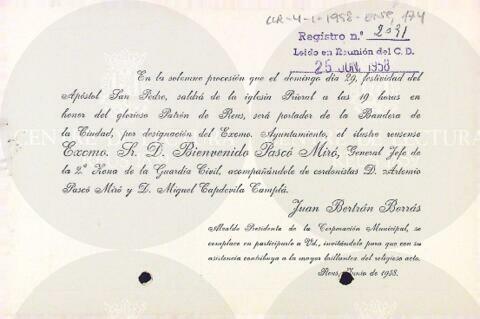 CLR-4-1-1958-ENSE, 174
Registro n.º 2031
Leido en Reunión del C. D.
25 JUN. 1958
En la solemne procesión que el domingo día 29, festividad del
Apóstol San Pedro, saldrá de la iglesia Prioral a las 19 horas en
honor del glorioso Patrón de Reus, será portador de la Bandera
de la Ciudad, por designación del Excmo. Ayuntamiento, el ilustre reusense
Excmo. Sr. D. Bienvenido Pascó Miró, General Jefe de
la 2.ª Zona de la Guardia Civil, acompañándole de cordonistas D. Antonio
Pascó Miró y D. Miguel Capdevila Camplá.
Juan Bertrán Borrás
Alcalde Presidente de la Corporación Municipal, se
complace en participarlo a Vd., invitándole para que con su
asistencia contribuya a la mayor brillantez del religioso acto.
Reus, Junio de 1958.